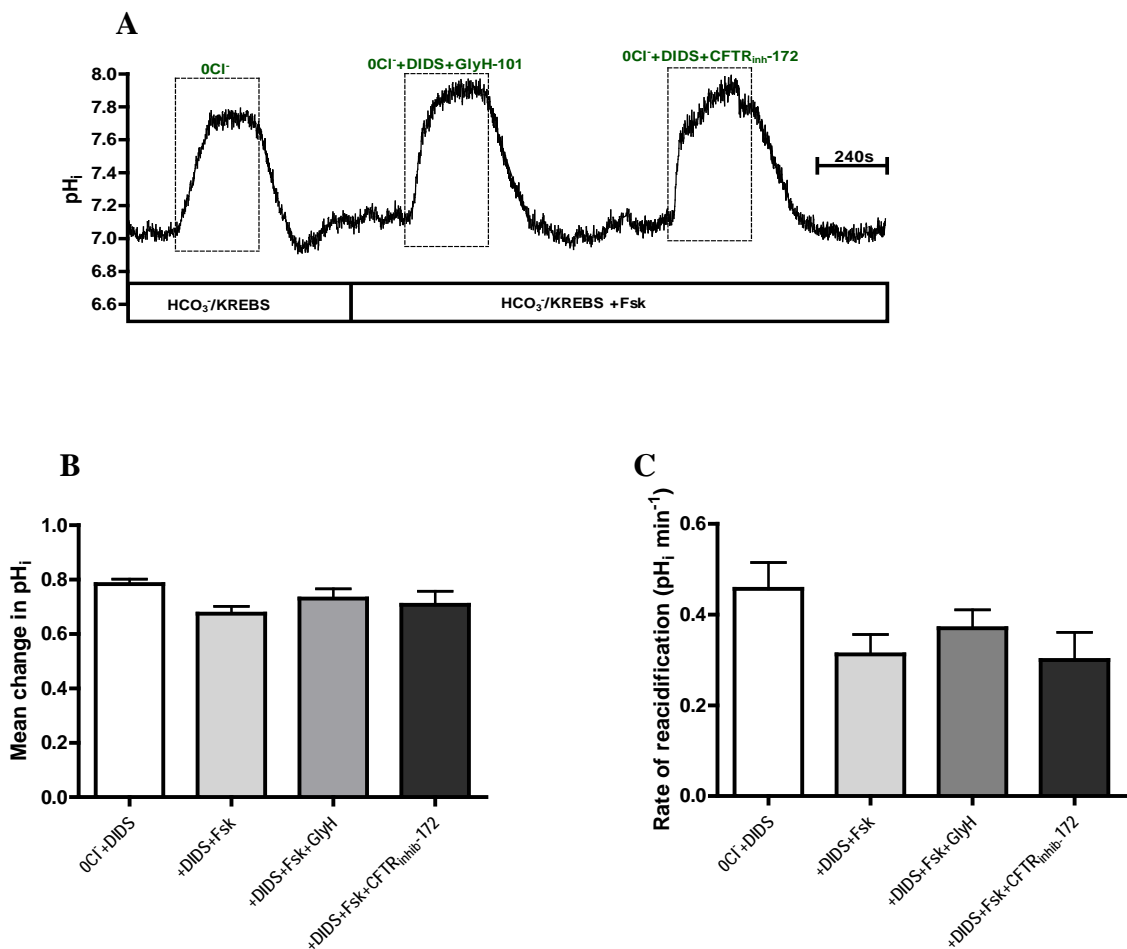 A
0Cl⁻
0Cl⁻+DIDS+GlyH-101
0Cl⁻+DIDS+CFTRinh-172
8.0
7.8
7.6
7.4
7.2
7.0
6.8
6.6
pHi
240s
HCO3⁻/KREBS
HCO3⁻/KREBS +Fsk
B
Mean change in pHi
1.0
0.8
0.6
0.4
0.2
0.0
0Cl⁻+DIDS
+DIDS+Fsk
+DIDS+Fsk+GlyH
+DIDS+Fsk+CFTRinhib-172
C
Rate of reacidification (pHi min⁻¹)
0.6
0.4
0.2
0.0
0Cl⁻+DIDS
+DIDS+Fsk
+DIDS+Fsk+GlyH
+DIDS+Fsk+CFTRinhib-172